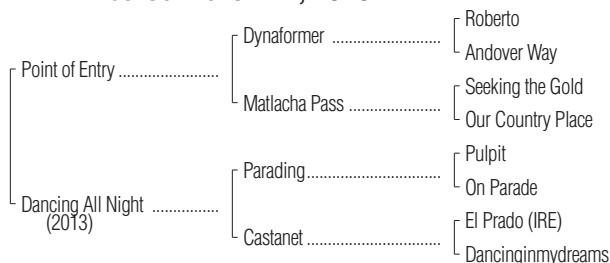 Roberto
Dynaformer
Andover Way
Point of Entry
Seeking the Gold
Matlacha Pass
Our Country Place
Pulpit
Parading
On Parade
Dancing All Night
(2013)
El Prado (IRE)
Castanet
Dancinginmydreams